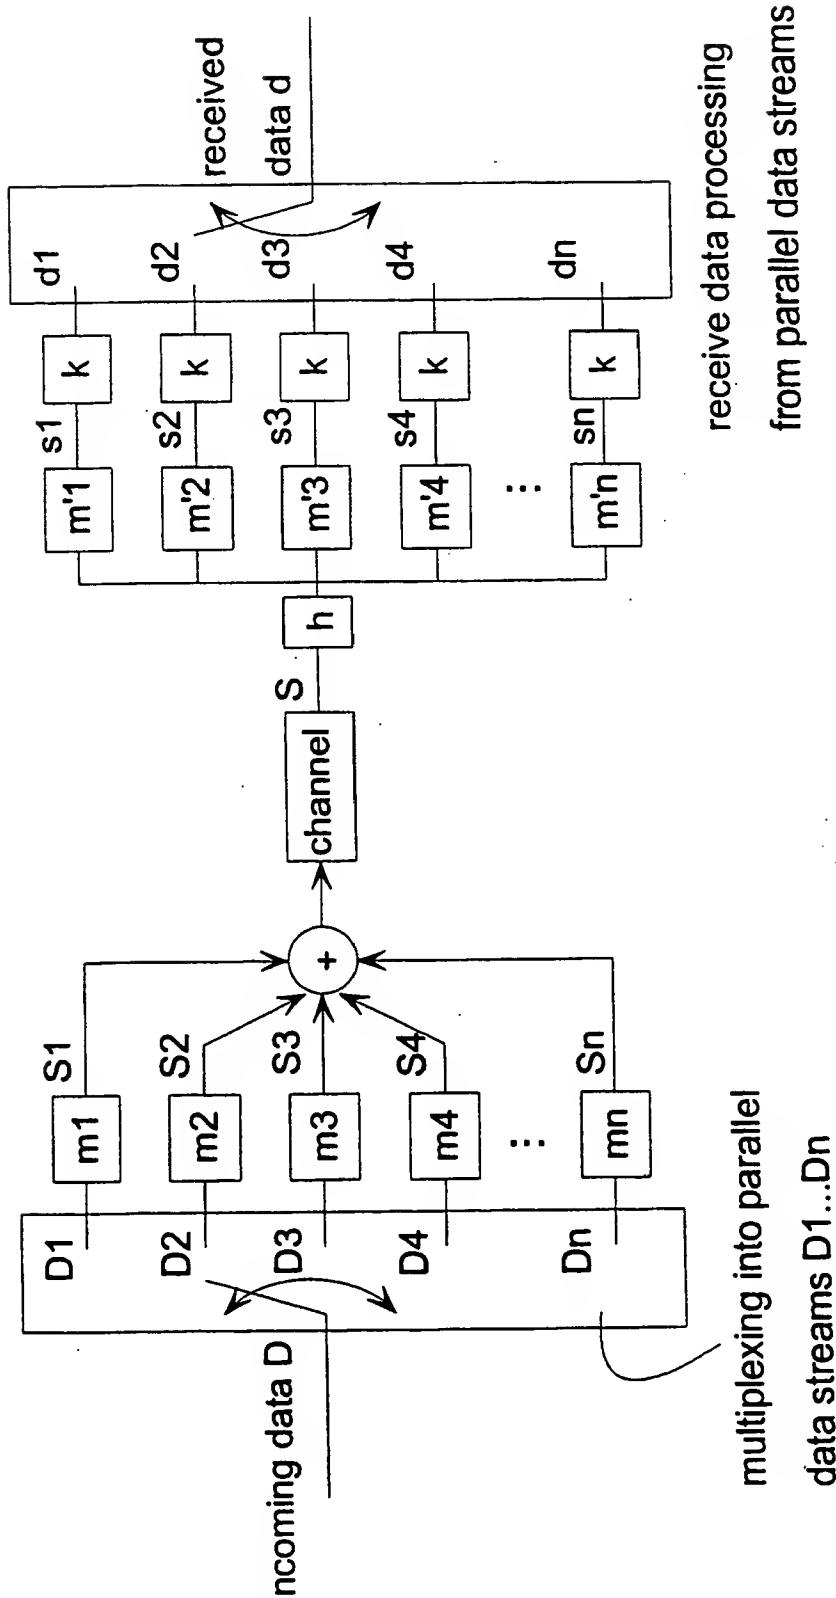 ncoming data D
D1
D2
D3
D4
Dn
m1
m2
m3
m4
...
mn
S1
S2
S3
S4
Sn
+
channel
S
h
m'1
m'2
m'3
m'4
...
m'n
s1
s2
s3
s4
sn
k
k
k
k
k
d1
d2
d3
d4
dn
received
data d
multiplexing into parallel
data streams D1...Dn
receive data processing
from parallel data streams